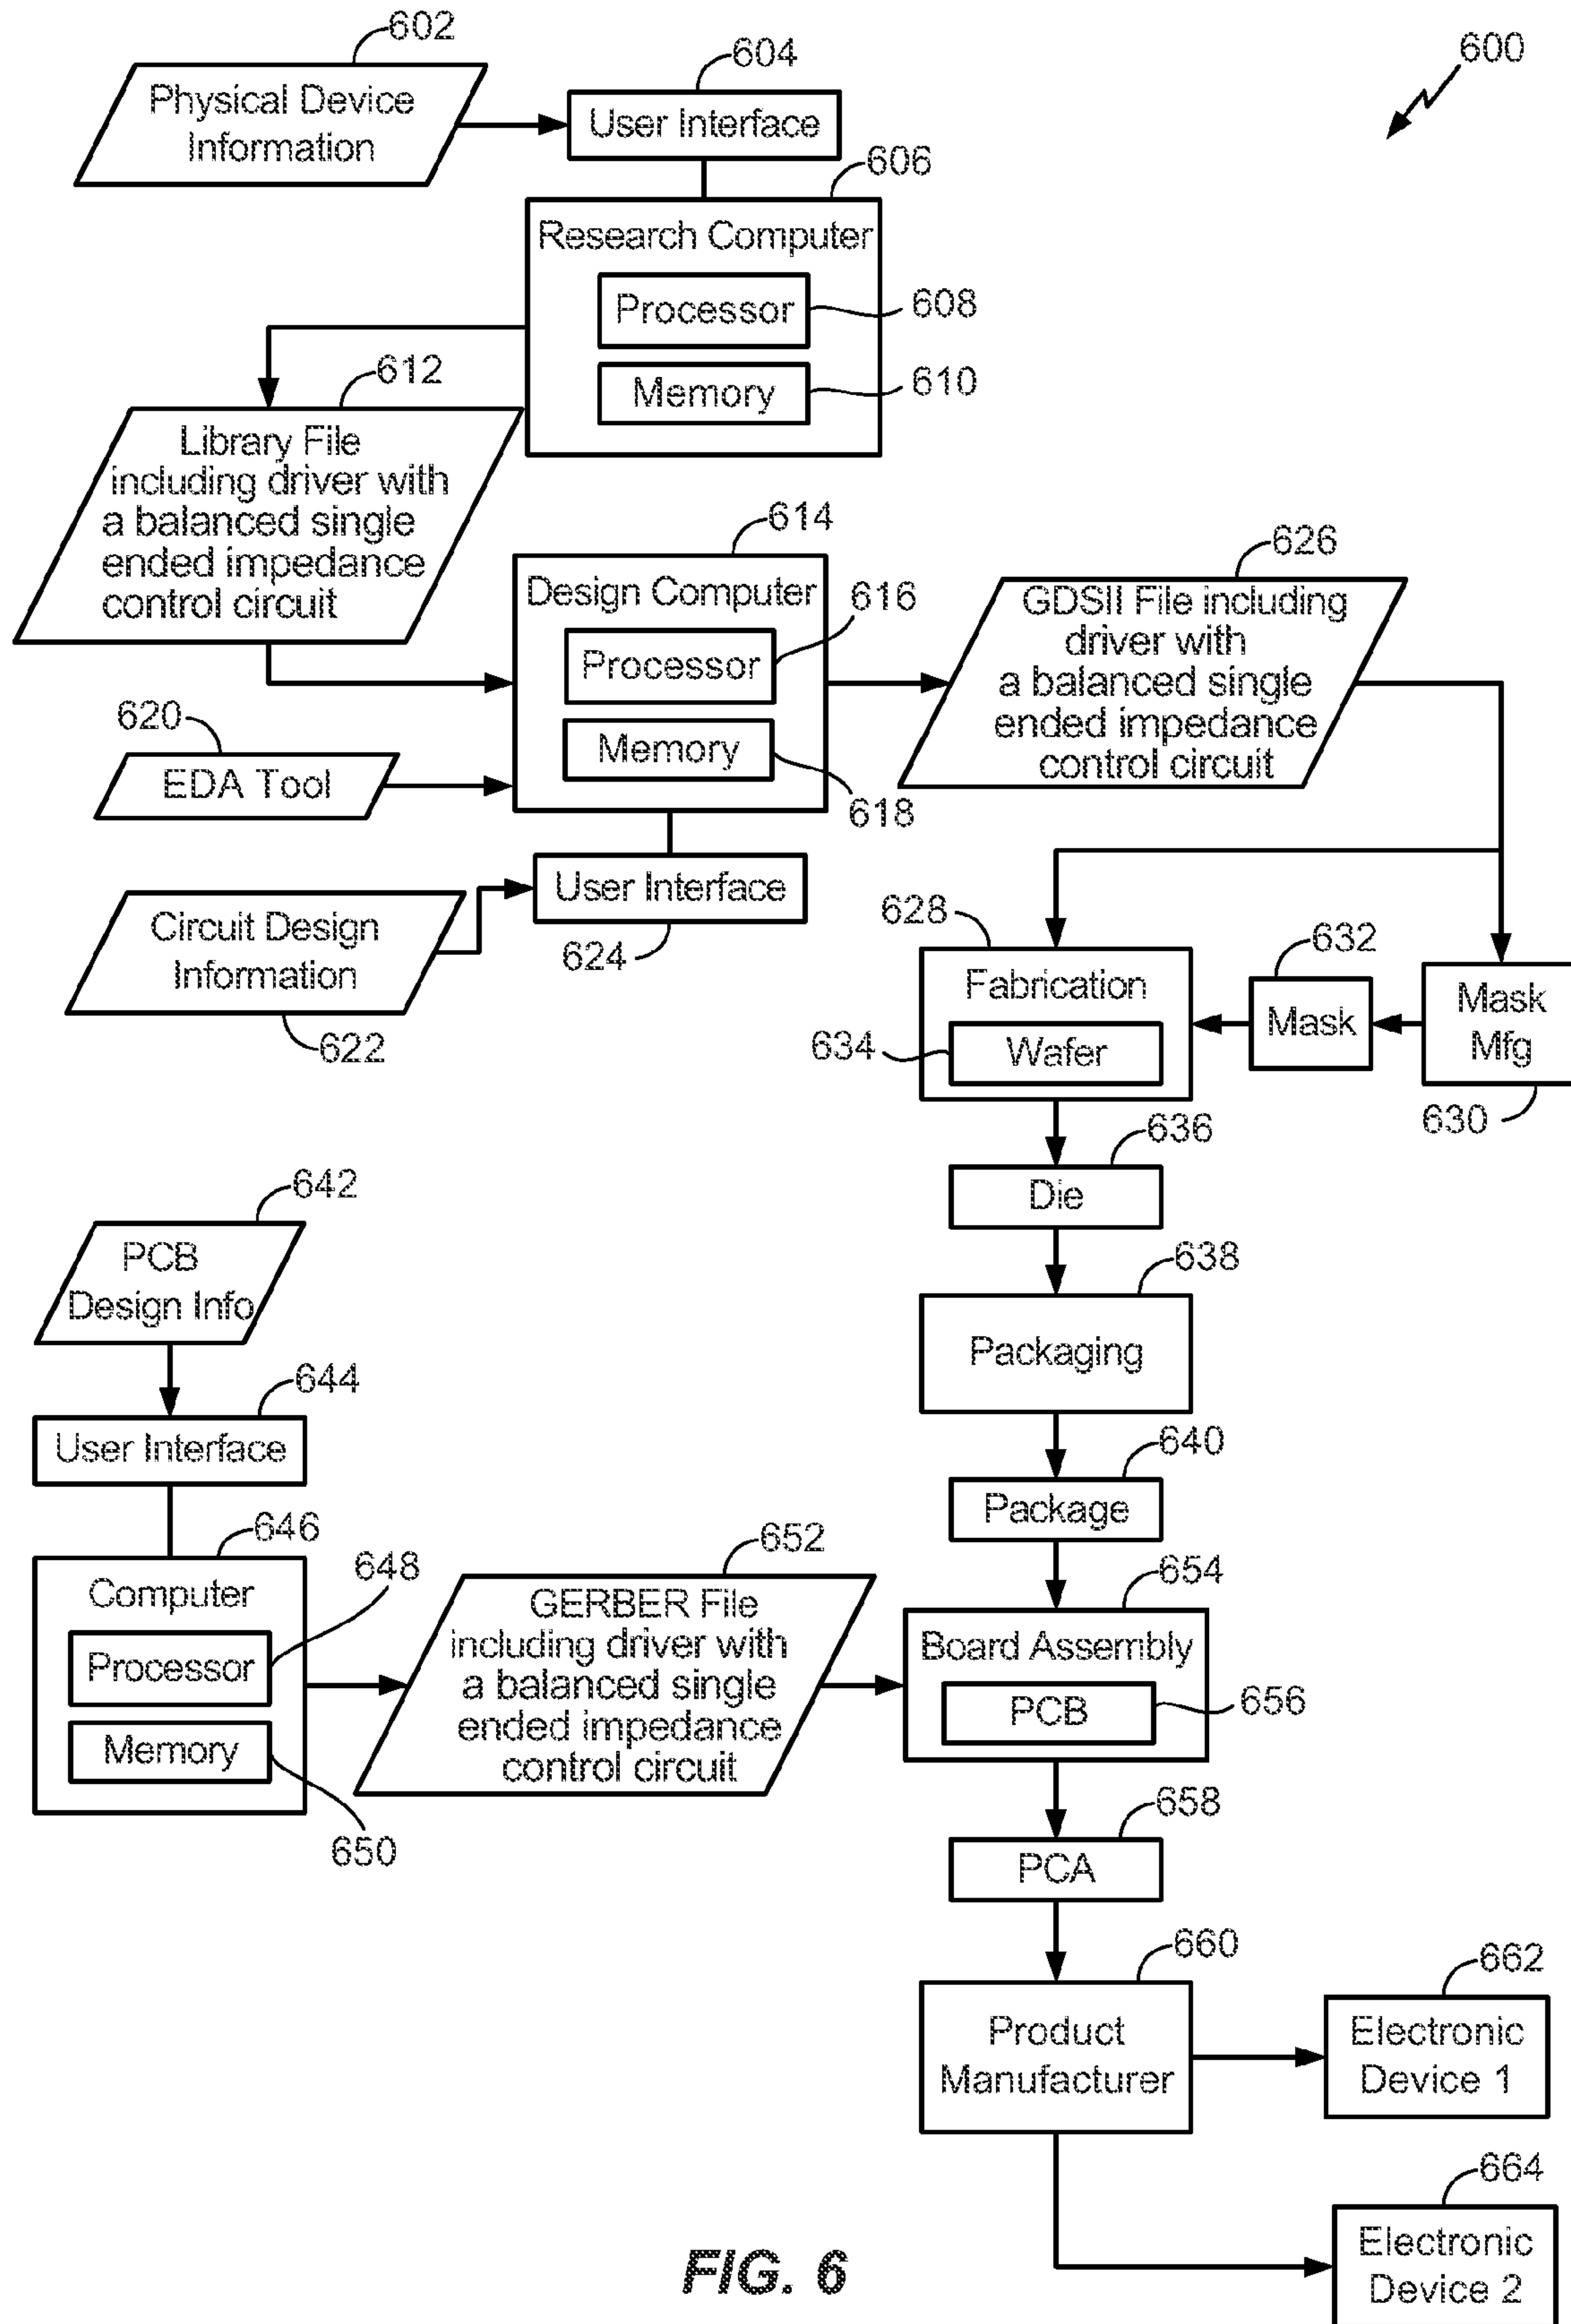 602
604
600
Physical Device
Information
User Interface
606
Research Computer
Processor
608
Memory
610
612
Library File
including driver with
a balanced single
ended impedance
control circuit
614
Design Computer
616
Processor
Memory
618
626
GDSII File including
driver with
a balanced single
ended impedance
control circuit
620
EDA Tool
User Interface
624
Circuit Design
Information
622
628
Fabrication
634
Wafer
632
Mask
Mask
Mfg
630
636
Die
638
Packaging
640
Package
642
PCB
Design Info
644
User Interface
646
Computer
648
Processor
Memory
650
652
GERBER File
including driver with
a balanced single
ended impedance
control circuit
654
Board Assembly
PCB
656
658
PCA
660
Product
Manufacturer
662
Electronic
Device 1
664
Electronic
Device 2
FIG. 6